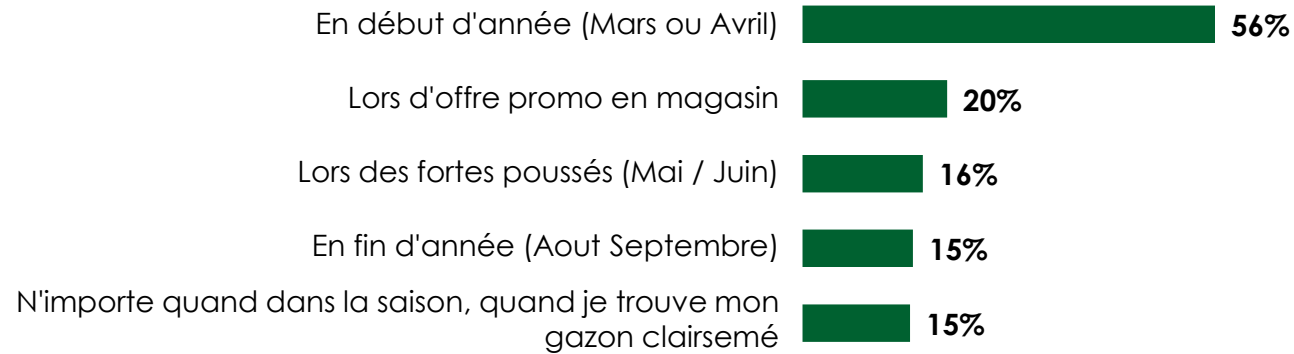 En début d'année (Mars ou Avril) 56%
Lors d'offre promo en magasin 20%
Lors des fortes poussés (Mai / Juin) 16%
En fin d'année (Aout Septembre) 15%
N'importe quand dans la saison, quand je trouve mon
gazon clairsemé 15%